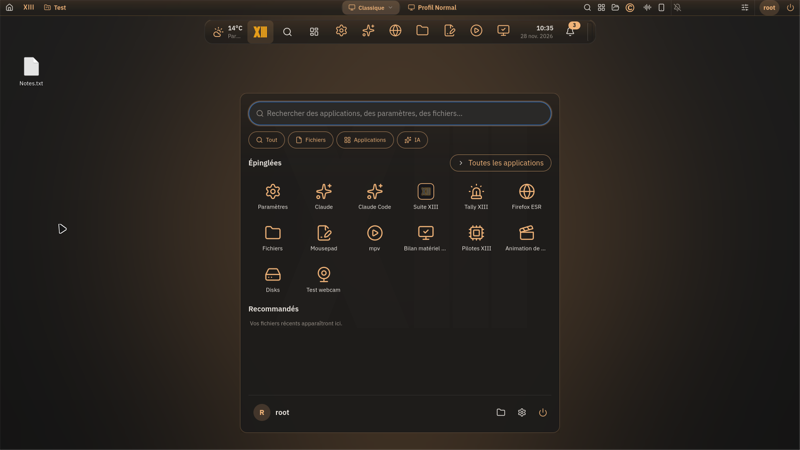 XIII
Test
Classique
Profil Normal
root
14°C
Par...
XIII
10:35
28 nov. 2026
3
Notes.txt
Rechercher des applications, des paramètres, des fichiers...
Tout
Fichiers
Applications
IA
Épinglées
Toutes les applications
Paramètres
Claude
Claude Code
Suite XIII
Tally XIII
Firefox ESR
Fichiers
Mousepad
mpv
Bilan matériel ...
Pilotes XIII
Animation de ...
Disks
Test webcam
Recommandés
Vos fichiers récents apparaîtront ici.
R
root